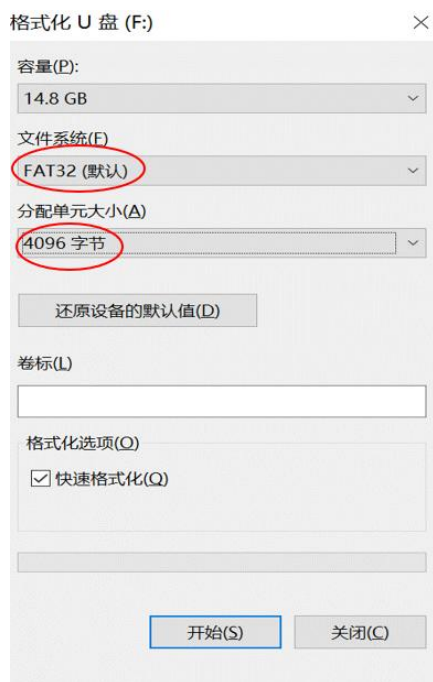 格式化 U 盘 (F:)
容量(P):
14.8 GB
文件系统(F)
FAT32 (默认)
分配单元大小(A)
4096 字节
还原设备的默认值(D)
卷标(L)
格式化选项(O)
快速格式化(Q)
开始(S)
关闭(C)